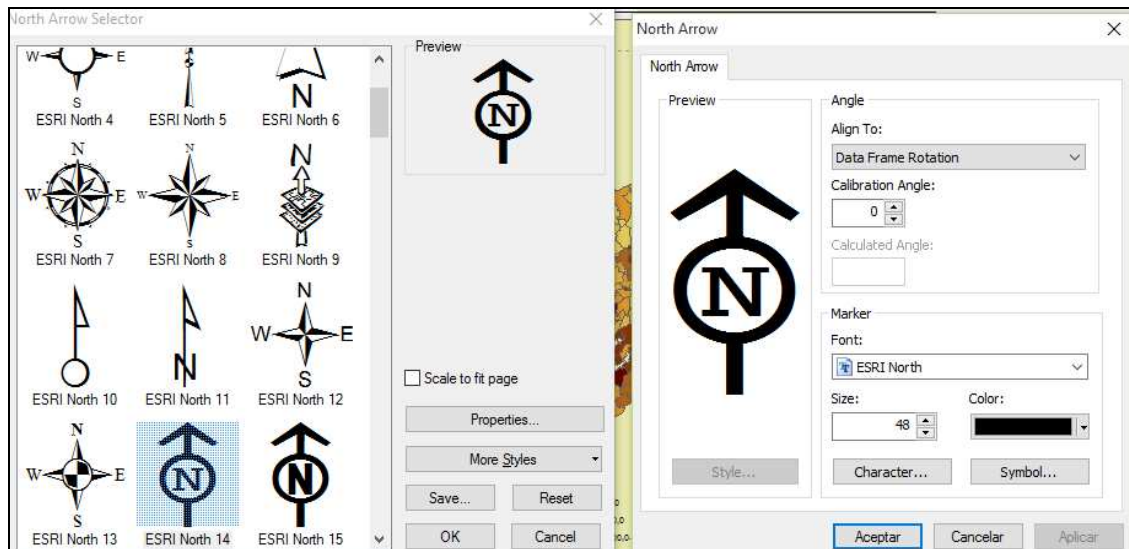 North Arrow Selector
W E
S
ESRI North 4
ESRI North 5
N
ESRI North 6
N
W E
S
ESRI North 7
N
W E
S
ESRI North 8
N
ESRI North 9
ESRI North 10
N
ESRI North 11
N
W E
S
ESRI North 12
N
W E
S
ESRI North 13
N
ESRI North 14
N
ESRI North 15
Preview
N
Scale to fit page
Properties...
More Styles
Save... Reset
OK Cancel
North Arrow
North Arrow
Preview
N
Style...
Angle
Align To:
Data Frame Rotation
Calibration Angle:
0
Calculated Angle:
Marker
Font:
ESRI North
Size: Color:
48
Character... Symbol...
Aceptar Cancelar Aplicar